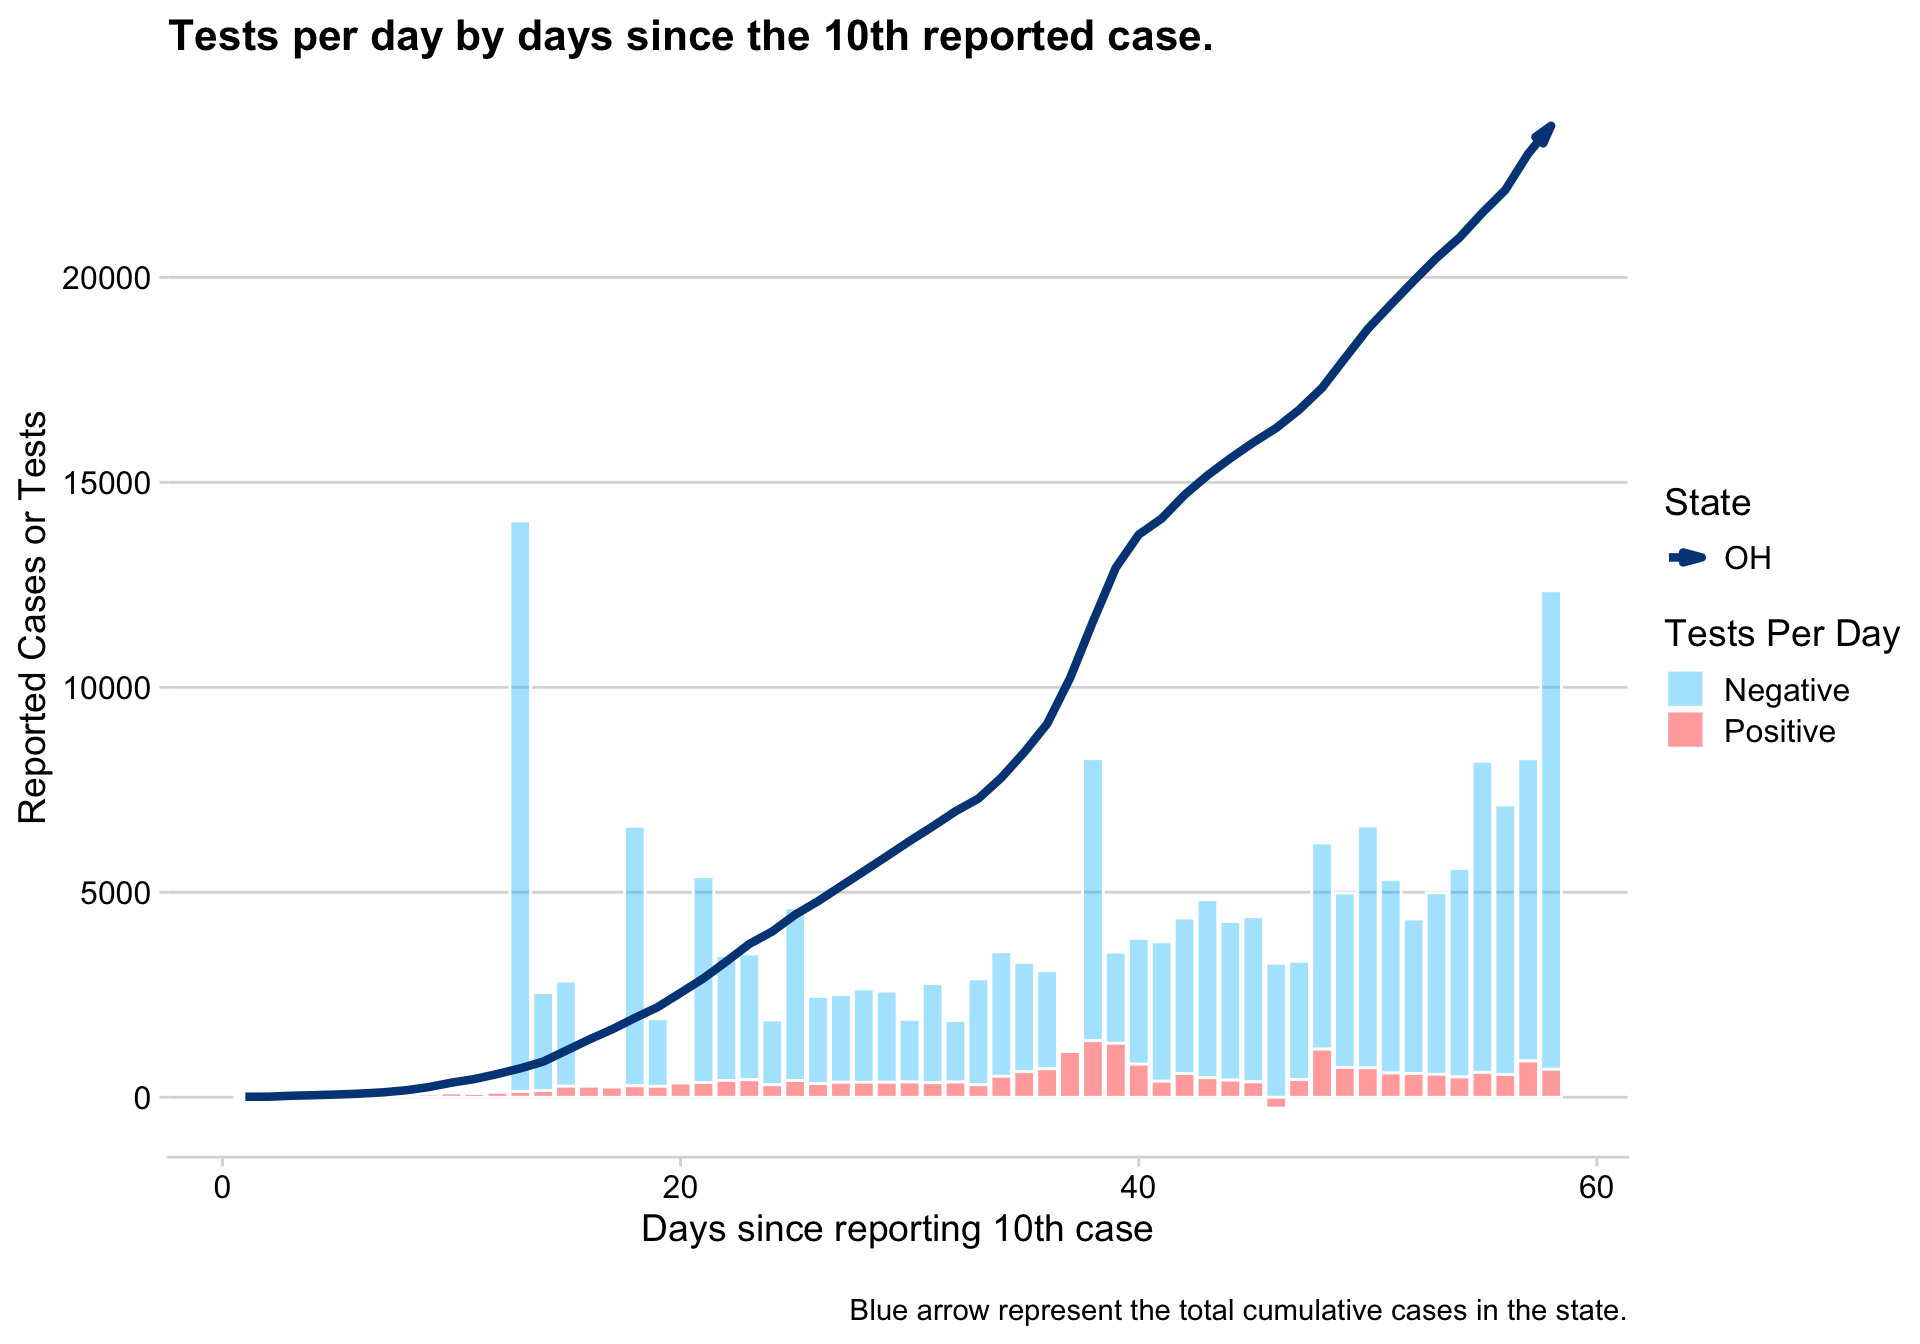 Tests per day by days since the 10th reported case.
Reported Cases or Tests
20000
15000
10000
5000
0
0
20
40
60
Days since reporting 10th case
State
OH
Tests Per Day
Negative
Positive
Blue arrow represent the total cumulative cases in the state.